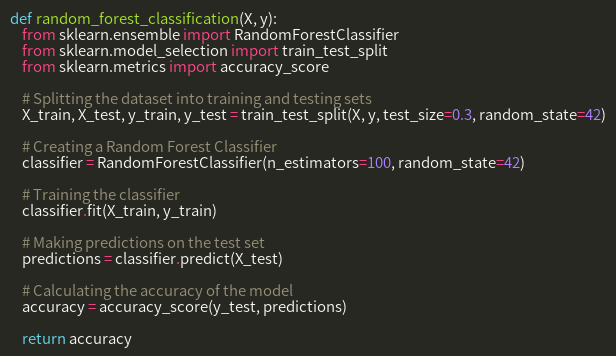 def random_forest_classification(X, y):
    from sklearn.ensemble import RandomForestClassifier
    from sklearn.model_selection import train_test_split
    from sklearn.metrics import accuracy_score

    # Splitting the dataset into training and testing sets
    X_train, X_test, y_train, y_test = train_test_split(X, y, test_size=0.3, random_state=42)

    # Creating a Random Forest Classifier
    classifier = RandomForestClassifier(n_estimators=100, random_state=42)

    # Training the classifier
    classifier.fit(X_train, y_train)

    # Making predictions on the test set
    predictions = classifier.predict(X_test)

    # Calculating the accuracy of the model
    accuracy = accuracy_score(y_test, predictions)

    return accuracy